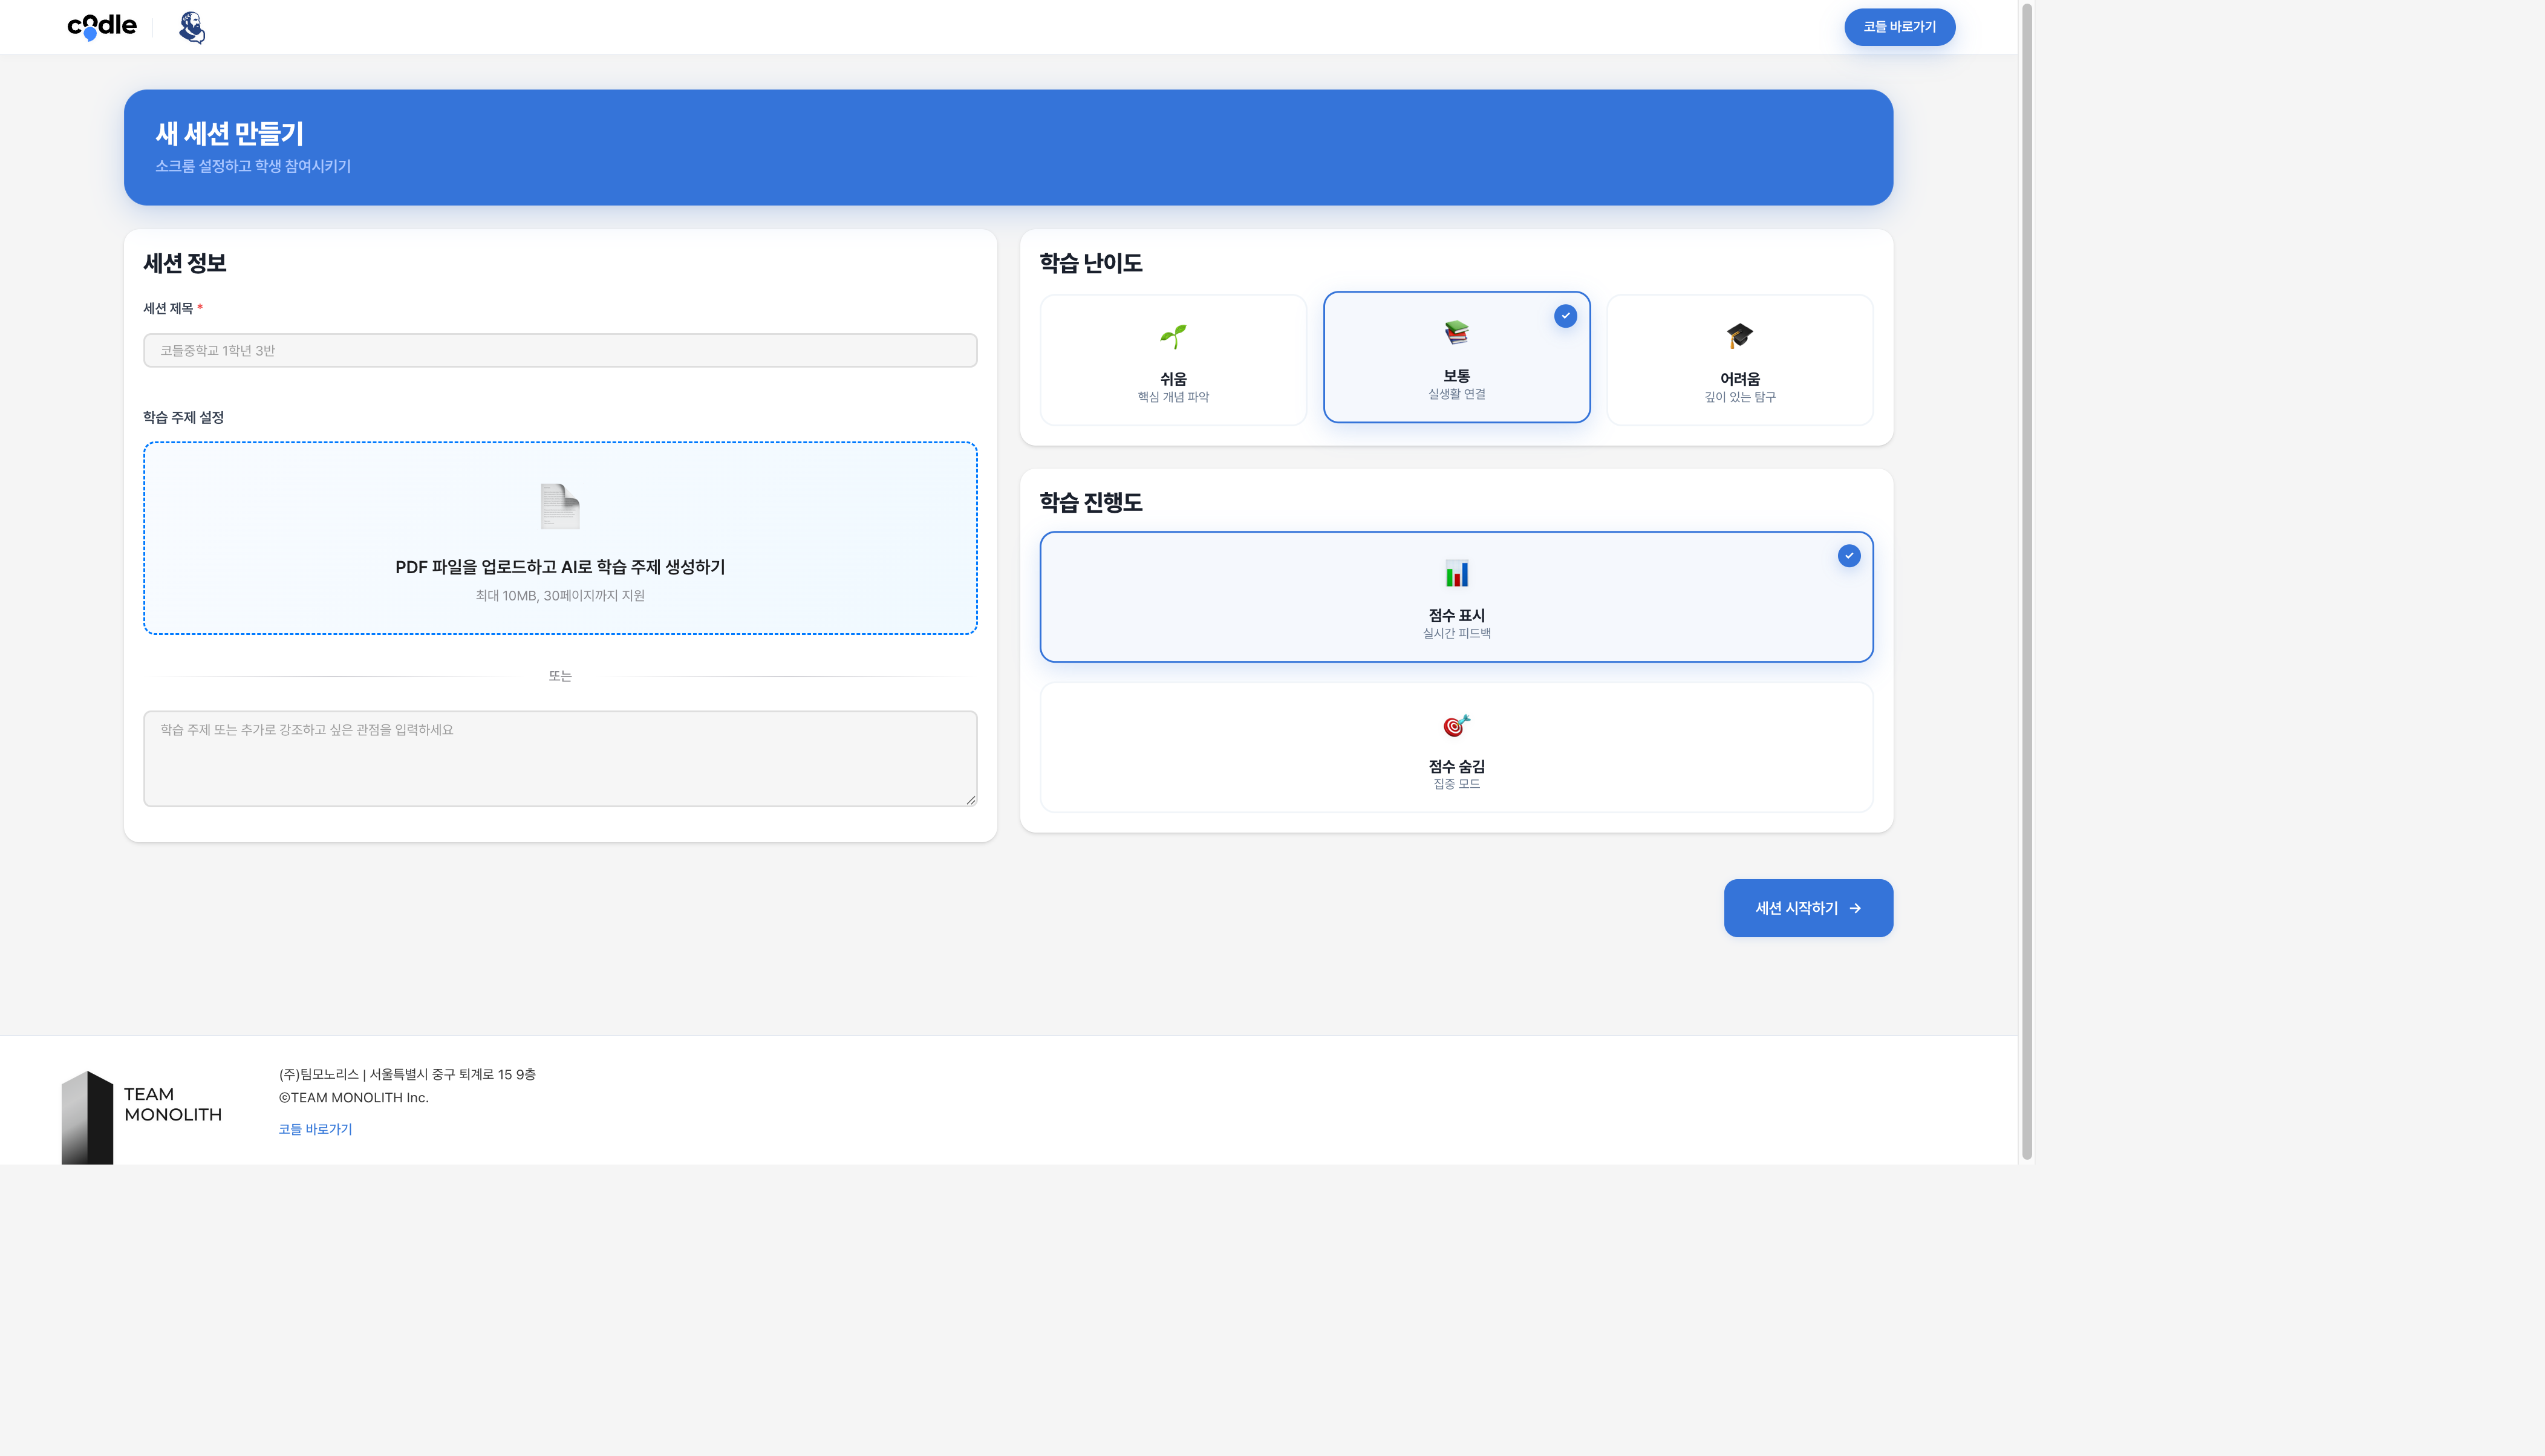 codle
코들 바로가기
새 세션 만들기
소크룸 설정하고 학생 참여시키기
세션 정보
세션 제목 *
코들중학교 1학년 3반
학습 주제 설정
PDF 파일을 업로드하고 AI로 학습 주제 생성하기
최대 10MB, 30페이지까지 지원
또는
학습 주제 또는 추가로 강조하고 싶은 관점을 입력하세요
학습 난이도
쉬움
핵심 개념 파악
보통
실생활 연결
어려움
깊이 있는 탐구
학습 진행도
점수 표시
실시간 피드백
점수 숨김
집중 모드
세션 시작하기 →
TEAM
MONOLITH
(주)팀모노리스 | 서울특별시 중구 퇴계로 15 9층
©TEAM MONOLITH Inc.
코들 바로가기